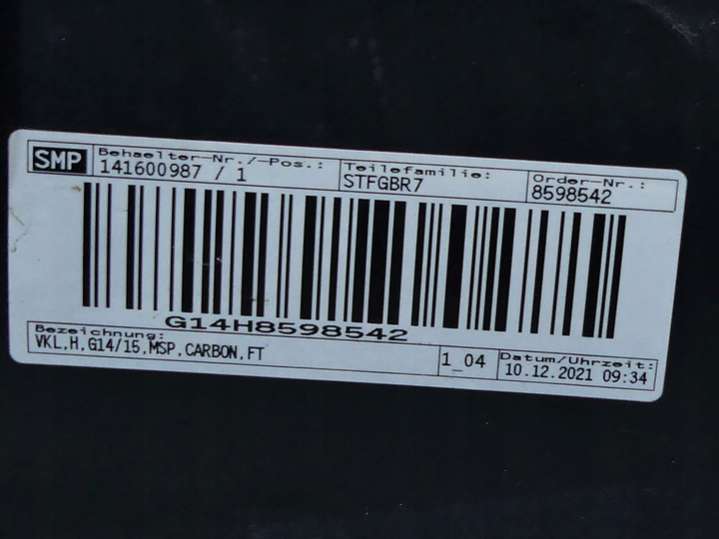 SMP
Behaelter-Nr./-Pos.:
141600987 / 1
Teilefamilie:
STFGBR7
Order-Nr.:
8598542
G14H8598542
Bezeichnung:
VKL,H,G14/15,MSP,CARBON,FT
1_04
Datum/Uhrzeit:
10.12.2021 09:34